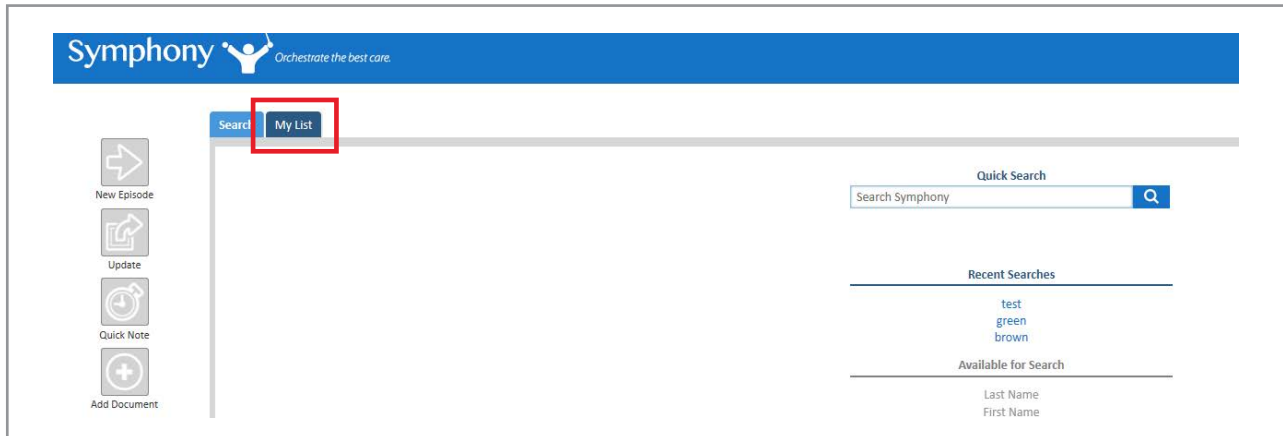 Symphony Orchestrate the best care.
Search My List
New Episode
Update
Quick Note
Add Document
Quick Search
Search Symphony
Recent Searches
test
green
brown
Available for Search
Last Name
First Name